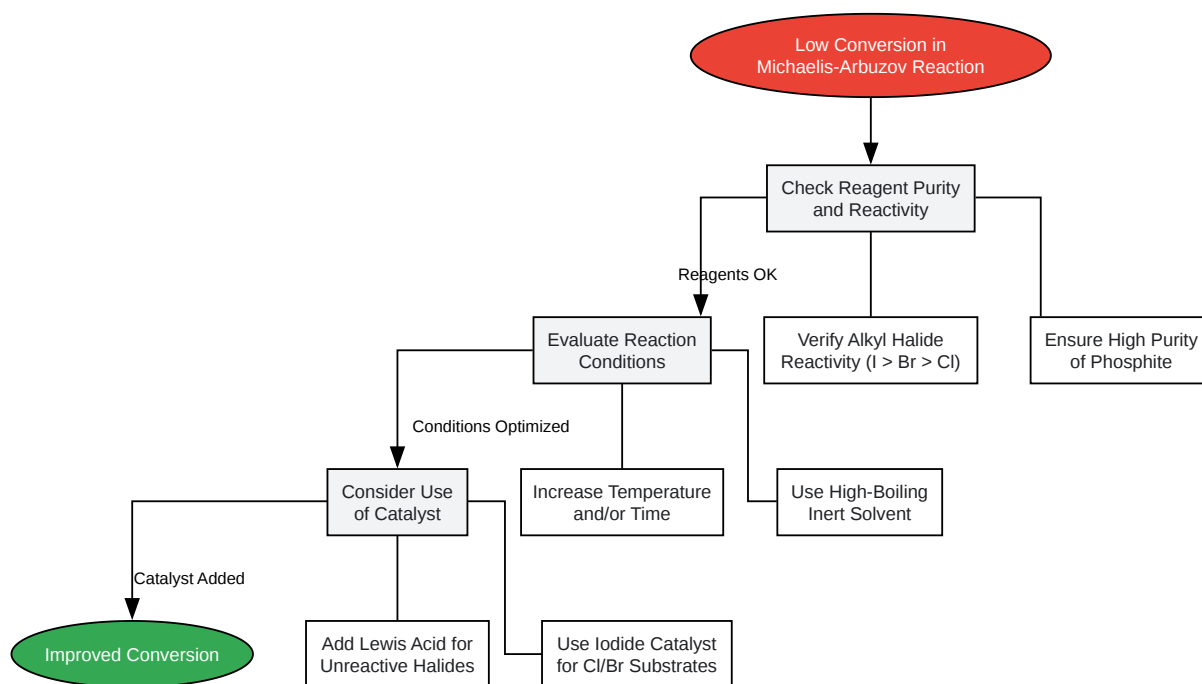 Low Conversion in
Michaelis-Arbuzov Reaction
Check Reagent Purity
and Reactivity
Reagents OK
Evaluate Reaction
Conditions
Verify Alkyl Halide
Reactivity (I > Br > Cl)
Ensure High Purity
of Phosphite
Conditions Optimized
Consider Use
of Catalyst
Increase Temperature
and/or Time
Use High-Boiling
Inert Solvent
Catalyst Added
Improved Conversion
Add Lewis Acid for
Unreactive Halides
Use Iodide Catalyst
for Cl/Br Substrates